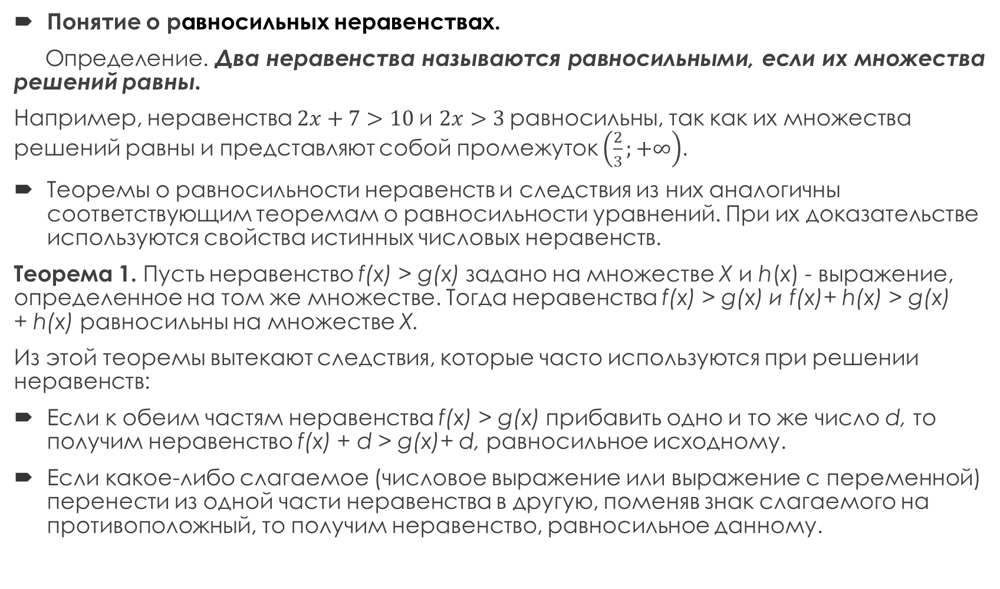 Понятие о равносильных неравенствах.
Определение. Два неравенства называются равносильными, если их множества
решений равны.
Например, неравенства 2x + 7 > 10 и 2x > 3 равносильны, так как их множества
решений равны и представляют собой промежуток (2/3; +∞).
Теоремы о равносильности неравенств и следствия из них аналогичны
соответствующим теоремам о равносильности уравнений. При их доказательстве
используются свойства истинных числовых неравенств.
Теорема 1. Пусть неравенство f(x) > g(x) задано на множестве X и h(x) - выражение,
определенное на том же множестве. Тогда неравенства f(x) > g(x) и f(x)+ h(x) > g(x)
+ h(x) равносильны на множестве X.
Из этой теоремы вытекают следствия, которые часто используются при решении
неравенств:
Если к обеим частям неравенства f(x) > g(x) прибавить одно и то же число d, то
получим неравенство f(x) + d > g(x)+ d, равносильное исходному.
Если какое-либо слагаемое (числовое выражение или выражение с переменной)
перенести из одной части неравенства в другую, поменяв знак слагаемого на
противоположный, то получим неравенство, равносильное данному.